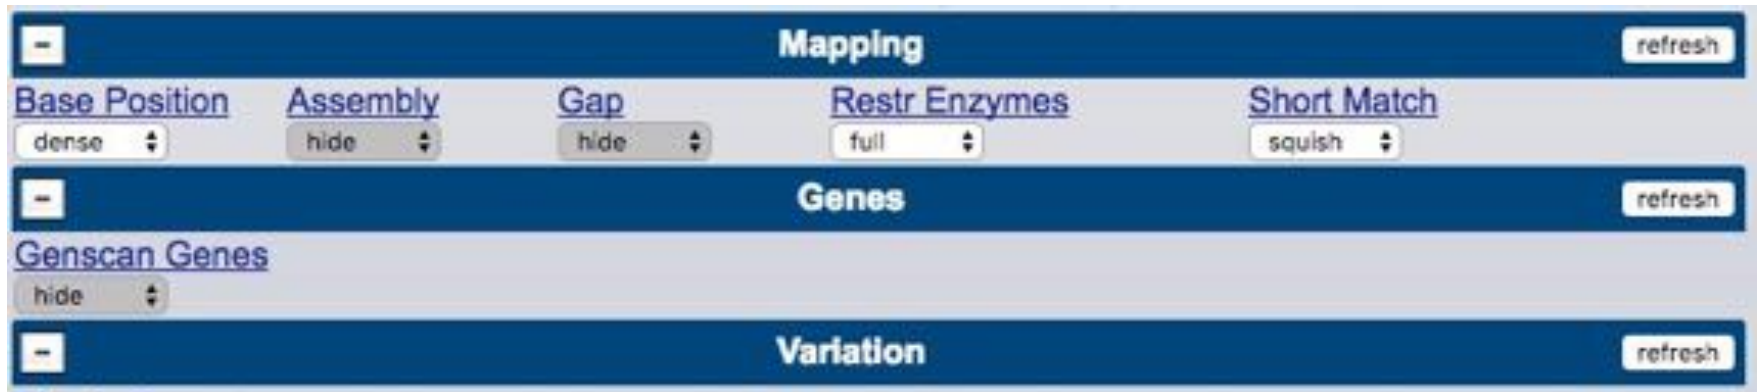 – Mapping refresh
Base Position Assembly Gap Restr Enzymes Short Match
dense hide hide full squish
– Genes refresh
Genscan Genes
hide
– Variation refresh